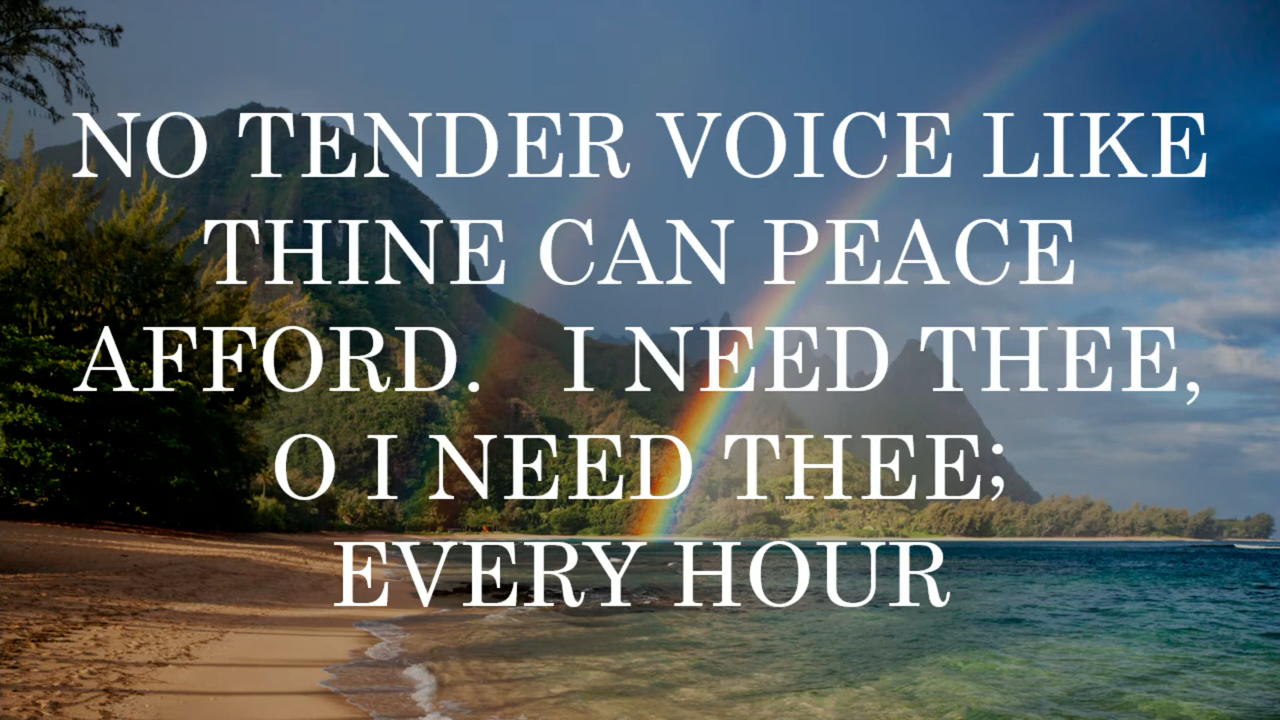 NO TENDER VOICE LIKE
THINE CAN PEACE
AFFORD.   I NEED THEE,
O I NEED THEE;
EVERY HOUR